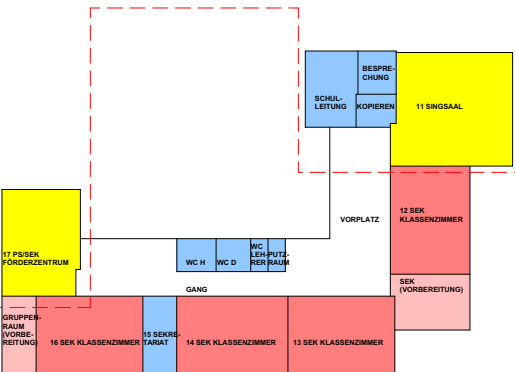 BESPRE-
CHUNG
SCHUL-
LEITUNG
KOPIEREN
11 SINGSAAL
12 SEK
KLASSENZIMMER
VORPLATZ
17 PS/SEK
FÖRDERZENTRUM
WC H
WC D
WC
LEH-
RER
PUTZ-
RAUM
SEK
(VORBEREITUNG)
GANG
GRUPPEN-
RAUM
(VORBE-
REITUNG)
16 SEK KLASSENZIMMER
15 SEKRE-
TARIAT
14 SEK KLASSENZIMMER
13 SEK KLASSENZIMMER